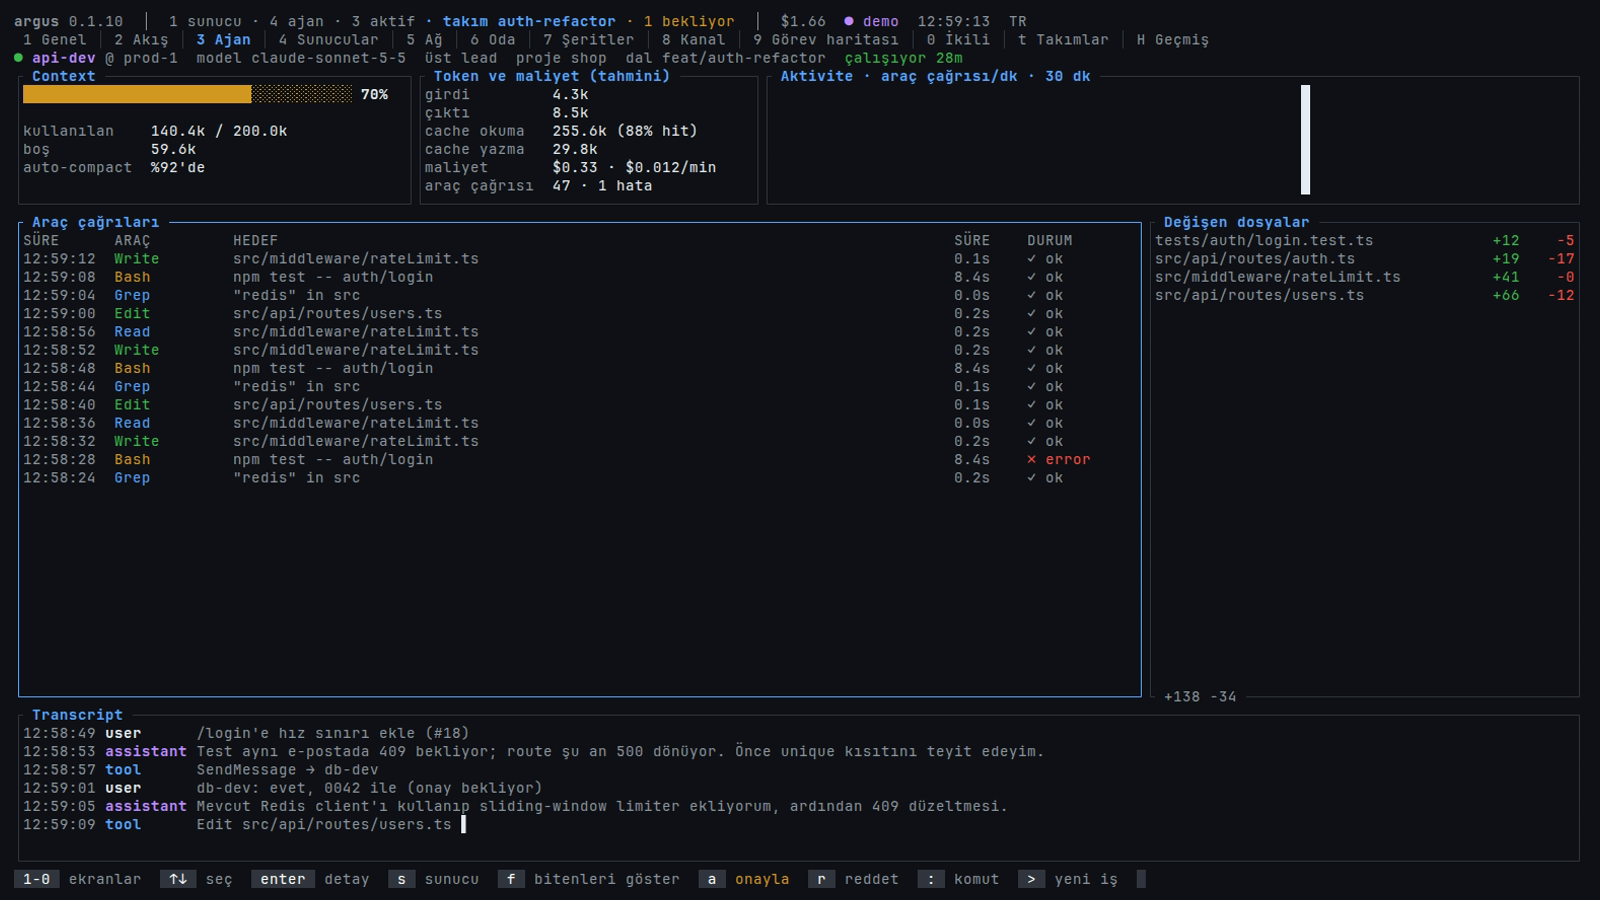 argus 0.1.10 │ 1 sunucu · 4 ajan · 3 aktif · takım auth-refactor · 1 bekliyor │ $1.66 ● demo 12:59:13 TR
1 Genel │ 2 Akış │ 3 Ajan │ 4 Sunucular │ 5 Ağ │ 6 Oda │ 7 Şeritler │ 8 Kanal │ 9 Görev haritası │ 0 İkili │ t Takımlar │ H Geçmiş
● api-dev @ prod-1 model claude-sonnet-5-5 üst lead proje shop dal feat/auth-refactor çalışıyor 28m
Context
70%
kullanılan 140.4k / 200.0k
boş 59.6k
auto-compact %92'de
Token ve maliyet (tahmini)
girdi 4.3k
çıktı 8.5k
cache okuma 255.6k (88% hit)
cache yazma 29.8k
maliyet $0.33 · $0.012/min
araç çağrısı 47 · 1 hata
Aktivite · araç çağrısı/dk · 30 dk
Araç çağrıları
SÜRE ARAÇ HEDEF SÜRE DURUM
12:59:12 Write src/middleware/rateLimit.ts 0.1s ✓ ok
12:59:08 Bash npm test -- auth/login 8.4s ✓ ok
12:59:04 Grep "redis" in src 0.0s ✓ ok
12:59:00 Edit src/api/routes/users.ts 0.2s ✓ ok
12:58:56 Read src/middleware/rateLimit.ts 0.2s ✓ ok
12:58:52 Write src/middleware/rateLimit.ts 0.2s ✓ ok
12:58:48 Bash npm test -- auth/login 8.4s ✓ ok
12:58:44 Grep "redis" in src 0.1s ✓ ok
12:58:40 Edit src/api/routes/users.ts 0.1s ✓ ok
12:58:36 Read src/middleware/rateLimit.ts 0.0s ✓ ok
12:58:32 Write src/middleware/rateLimit.ts 0.2s ✓ ok
12:58:28 Bash npm test -- auth/login 8.4s × error
12:58:24 Grep "redis" in src 0.2s ✓ ok
Değişen dosyalar
tests/auth/login.test.ts +12 -5
src/api/routes/auth.ts +19 -17
src/middleware/rateLimit.ts +41 -0
src/api/routes/users.ts +66 -12
+138 -34
Transcript
12:58:49 user /login'e hız sınırı ekle (#18)
12:58:53 assistant Test aynı e-postada 409 bekliyor; route şu an 500 dönüyor. Önce unique kısıtını teyit edeyim.
12:58:57 tool SendMessage → db-dev
12:59:01 user db-dev: evet, 0042 ile (onay bekliyor)
12:59:05 assistant Mevcut Redis client'ı kullanıp sliding-window limiter ekliyorum, ardından 409 düzeltmesi.
12:59:09 tool Edit src/api/routes/users.ts
1-0 ekranlar ↑↓ seç enter detay s sunucu f bitenleri göster a onayla r reddet : komut > yeni iş